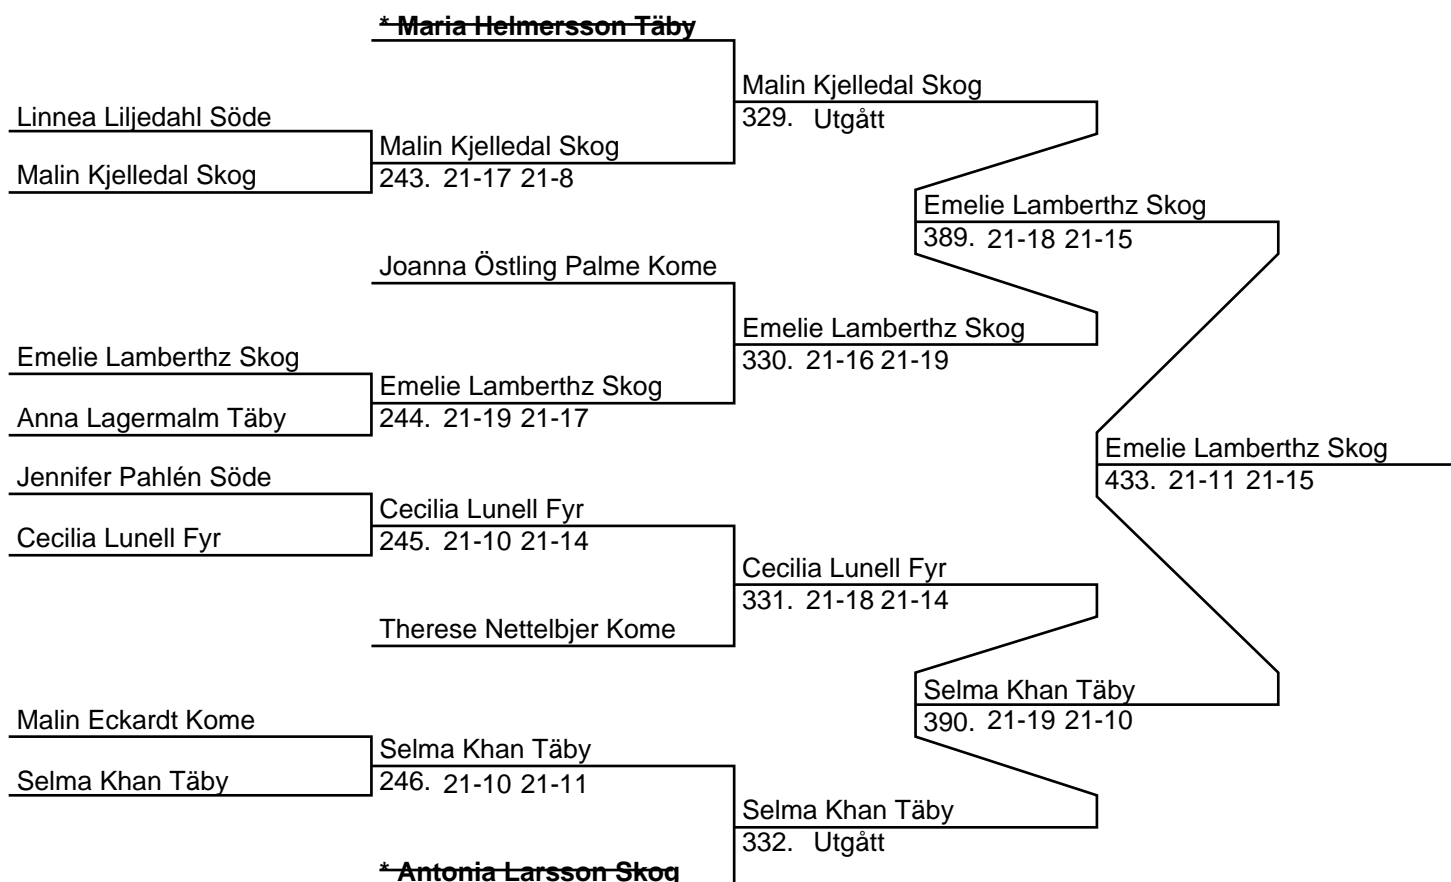 * Maria Helmersson Täby
Malin Kjelledal Skog
329. Utgått
Linnea Liljedahl Söde
Malin Kjelledal Skog
243. 21-17 21-8
Malin Kjelledal Skog
Emelie Lamberthz Skog
389. 21-18 21-15
Joanna Östling Palme Kome
Emelie Lamberthz Skog
330. 21-16 21-19
Emelie Lamberthz Skog
Emelie Lamberthz Skog
244. 21-19 21-17
Anna Lagermalm Täby
Emelie Lamberthz Skog
433. 21-11 21-15
Jennifer Pahlén Söde
Cecilia Lunell Fyr
245. 21-10 21-14
Cecilia Lunell Fyr
Cecilia Lunell Fyr
331. 21-18 21-14
Therese Nettelbjer Kome
Selma Khan Täby
390. 21-19 21-10
Malin Eckardt Kome
Selma Khan Täby
246. 21-10 21-11
Selma Khan Täby
Selma Khan Täby
332. Utgått
* Antonia Larsson Skog